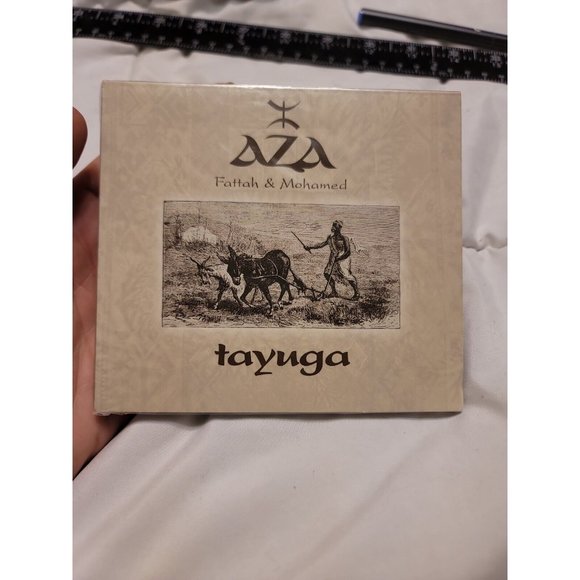 ⵣ
AZA
Fattah & Mohamed
tayuga